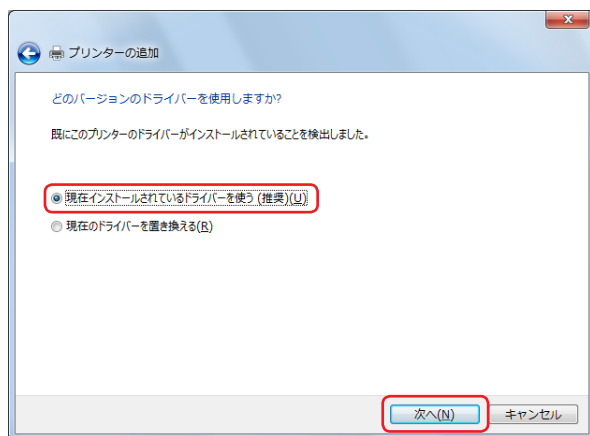 プリンターの追加
どのバージョンのドライバーを使用しますか?
既にこのプリンターのドライバーがインストールされていることを検出しました。
現在インストールされているドライバーを使う (推奨)(U)
現在のドライバーを置き換える(R)
次へ(N) キャンセル